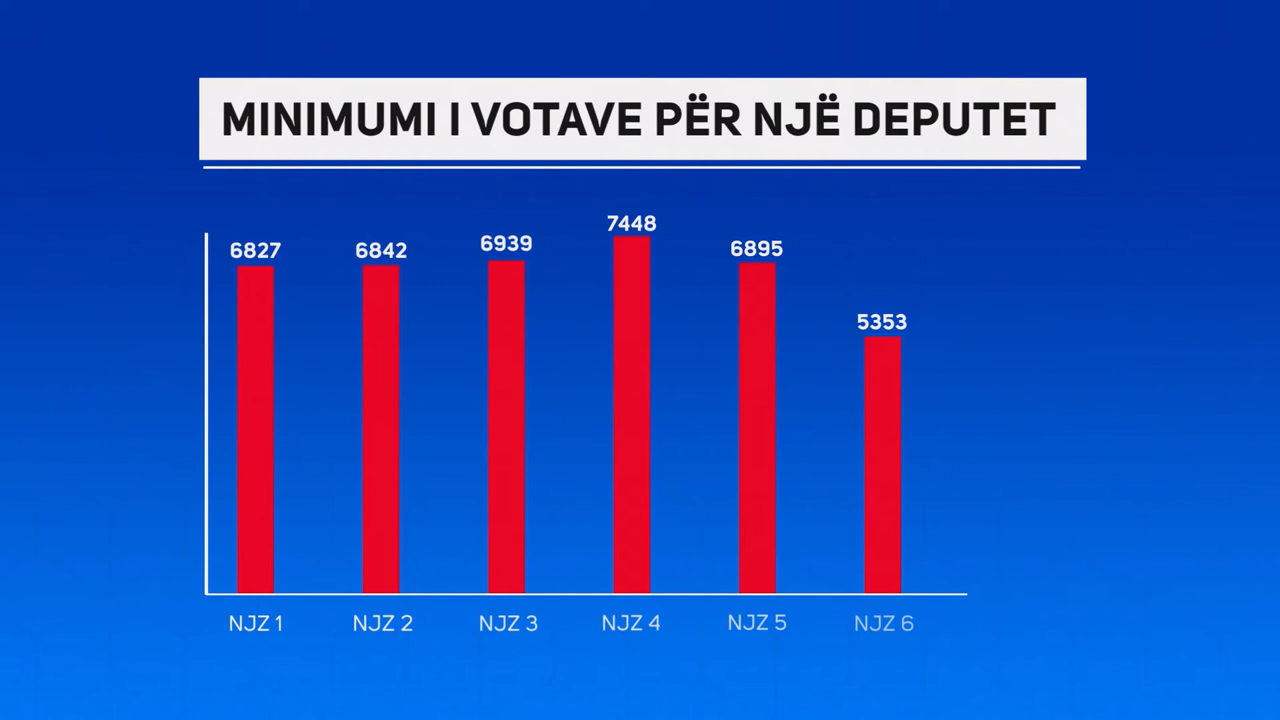 MINIMUMI I VOTAVE PËR NJË DEPUTET
6827 6842 6939 7448 6895 5353
NJZ 1 NJZ 2 NJZ 3 NJZ 4 NJZ 5 NJZ 6